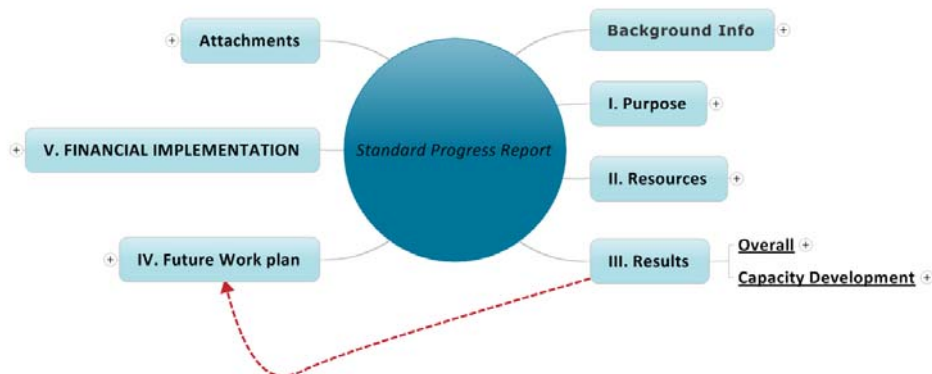 Background Info
Attachments
I. Purpose
V. FINANCIAL IMPLEMENTATION
Standard Progress Report
II. Resources
Overall
IV. Future Work plan
III. Results
Capacity Development